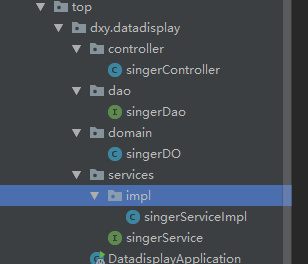 top
dxy.datadisplay
controller
singerController
dao
singerDao
domain
singerDO
services
impl
singerServiceImpl
singerService
DatadisplayApplication